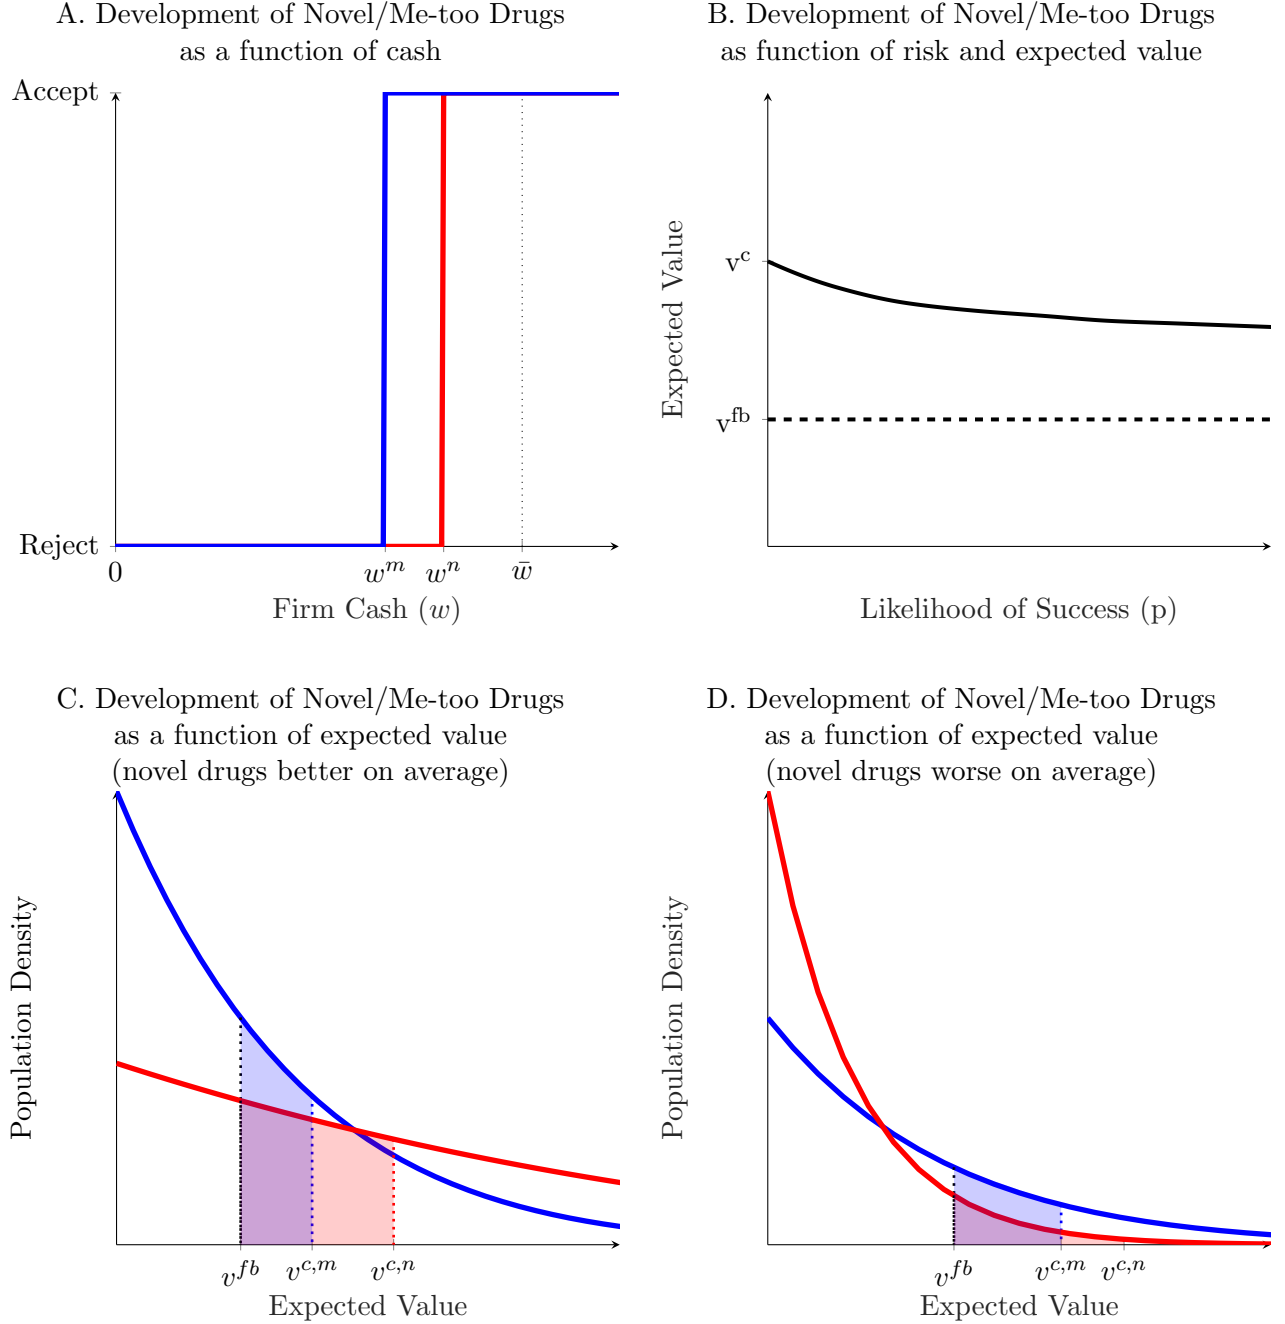 A. Development of Novel/Me-too Drugs
as a function of cash
Accept
Reject
0
w^m
w^n
w̄
Firm Cash (w)
B. Development of Novel/Me-too Drugs
as function of risk and expected value
Expected Value
v^c
v^fb
Likelihood of Success (p)
C. Development of Novel/Me-too Drugs
as a function of expected value
(novel drugs better on average)
Population Density
v^{fb}
v^{c,m}
v^{c,n}
Expected Value
D. Development of Novel/Me-too Drugs
as a function of expected value
(novel drugs worse on average)
Population Density
v^{fb}
v^{c,m}
v^{c,n}
Expected Value